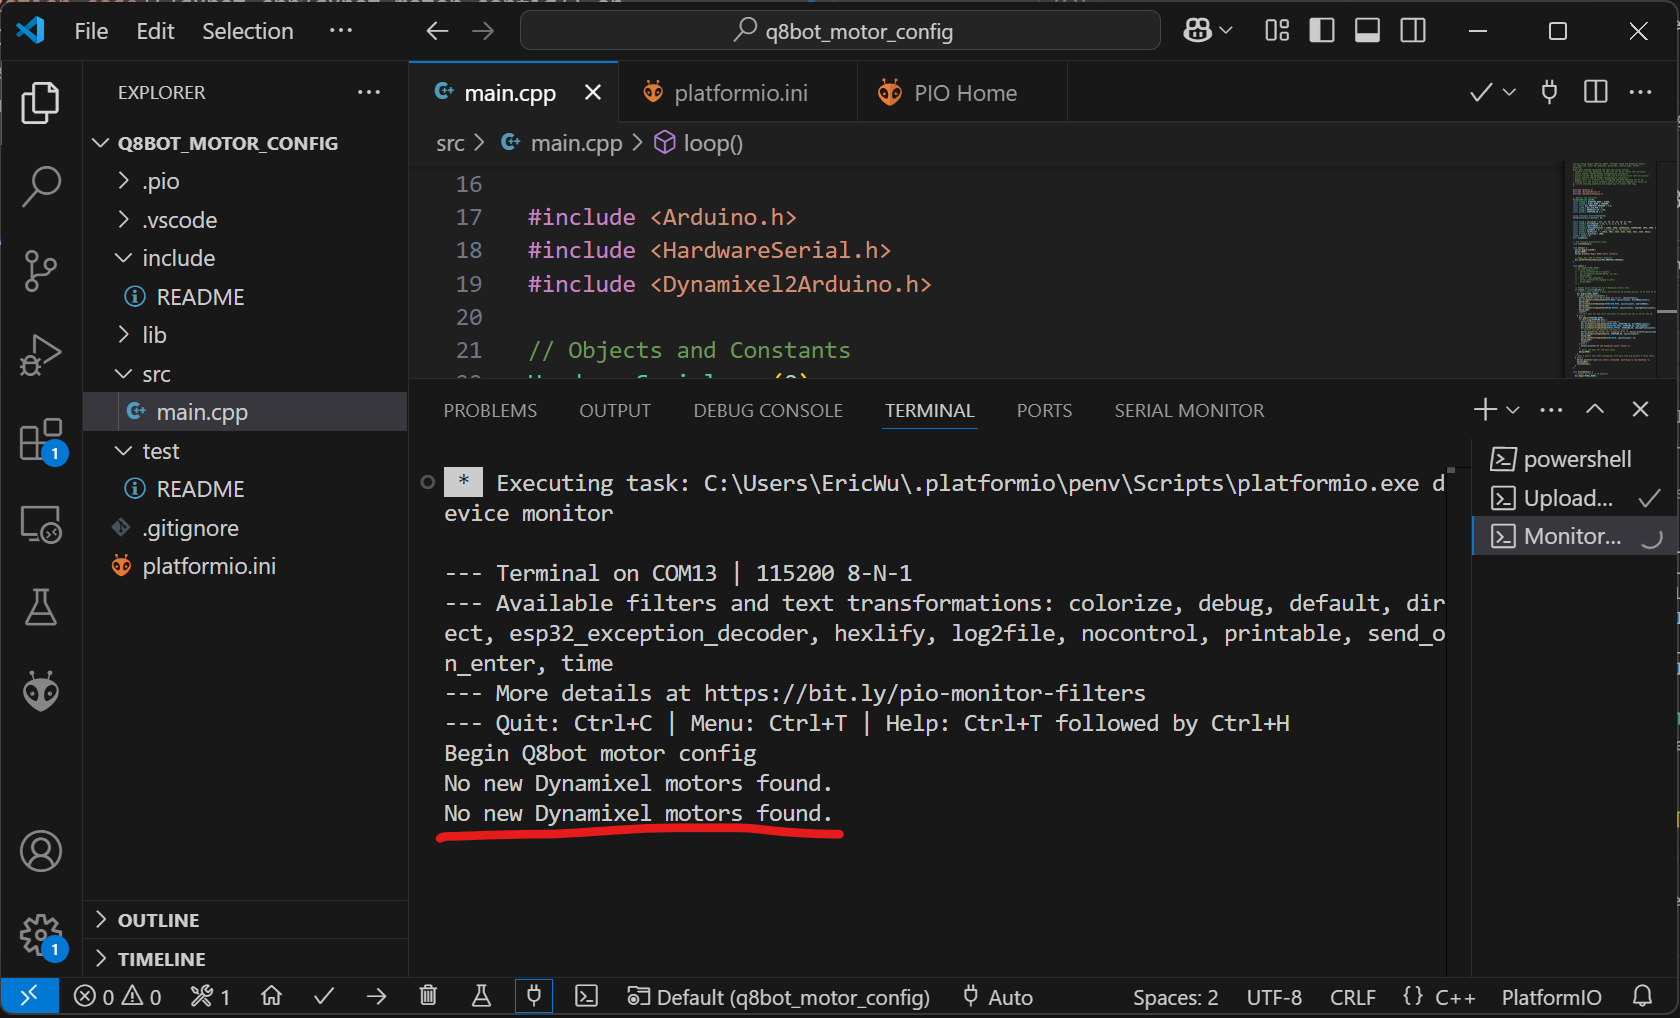 File Edit Selection ···
q8bot_motor_config
EXPLORER ···
Q8BOT_MOTOR_CONFIG
.pio
.vscode
include
README
lib
src
main.cpp
test
README
.gitignore
platformio.ini
OUTLINE
TIMELINE
main.cpp
platformio.ini
PIO Home
src > main.cpp > loop()
16
17 #include <Arduino.h>
18 #include <HardwareSerial.h>
19 #include <Dynamixel2Arduino.h>
20
21 // Objects and Constants
PROBLEMS OUTPUT DEBUG CONSOLE TERMINAL PORTS SERIAL MONITOR
* Executing task: C:\Users\EricWu\.platformio\penv\Scripts\platformio.exe d
evice monitor
--- Terminal on COM13 | 115200 8-N-1
--- Available filters and text transformations: colorize, debug, default, dir
ect, esp32_exception_decoder, hexlify, log2file, nocontrol, printable, send_o
n_enter, time
--- More details at https://bit.ly/pio-monitor-filters
--- Quit: Ctrl+C | Menu: Ctrl+T | Help: Ctrl+T followed by Ctrl+H
Begin Q8bot motor config
No new Dynamixel motors found.
No new Dynamixel motors found.
powershell
Upload...
Monitor...
1
1
0 0 1 Default (q8bot_motor_config) Auto Spaces: 2 UTF-8 CRLF {} C++ PlatformIO